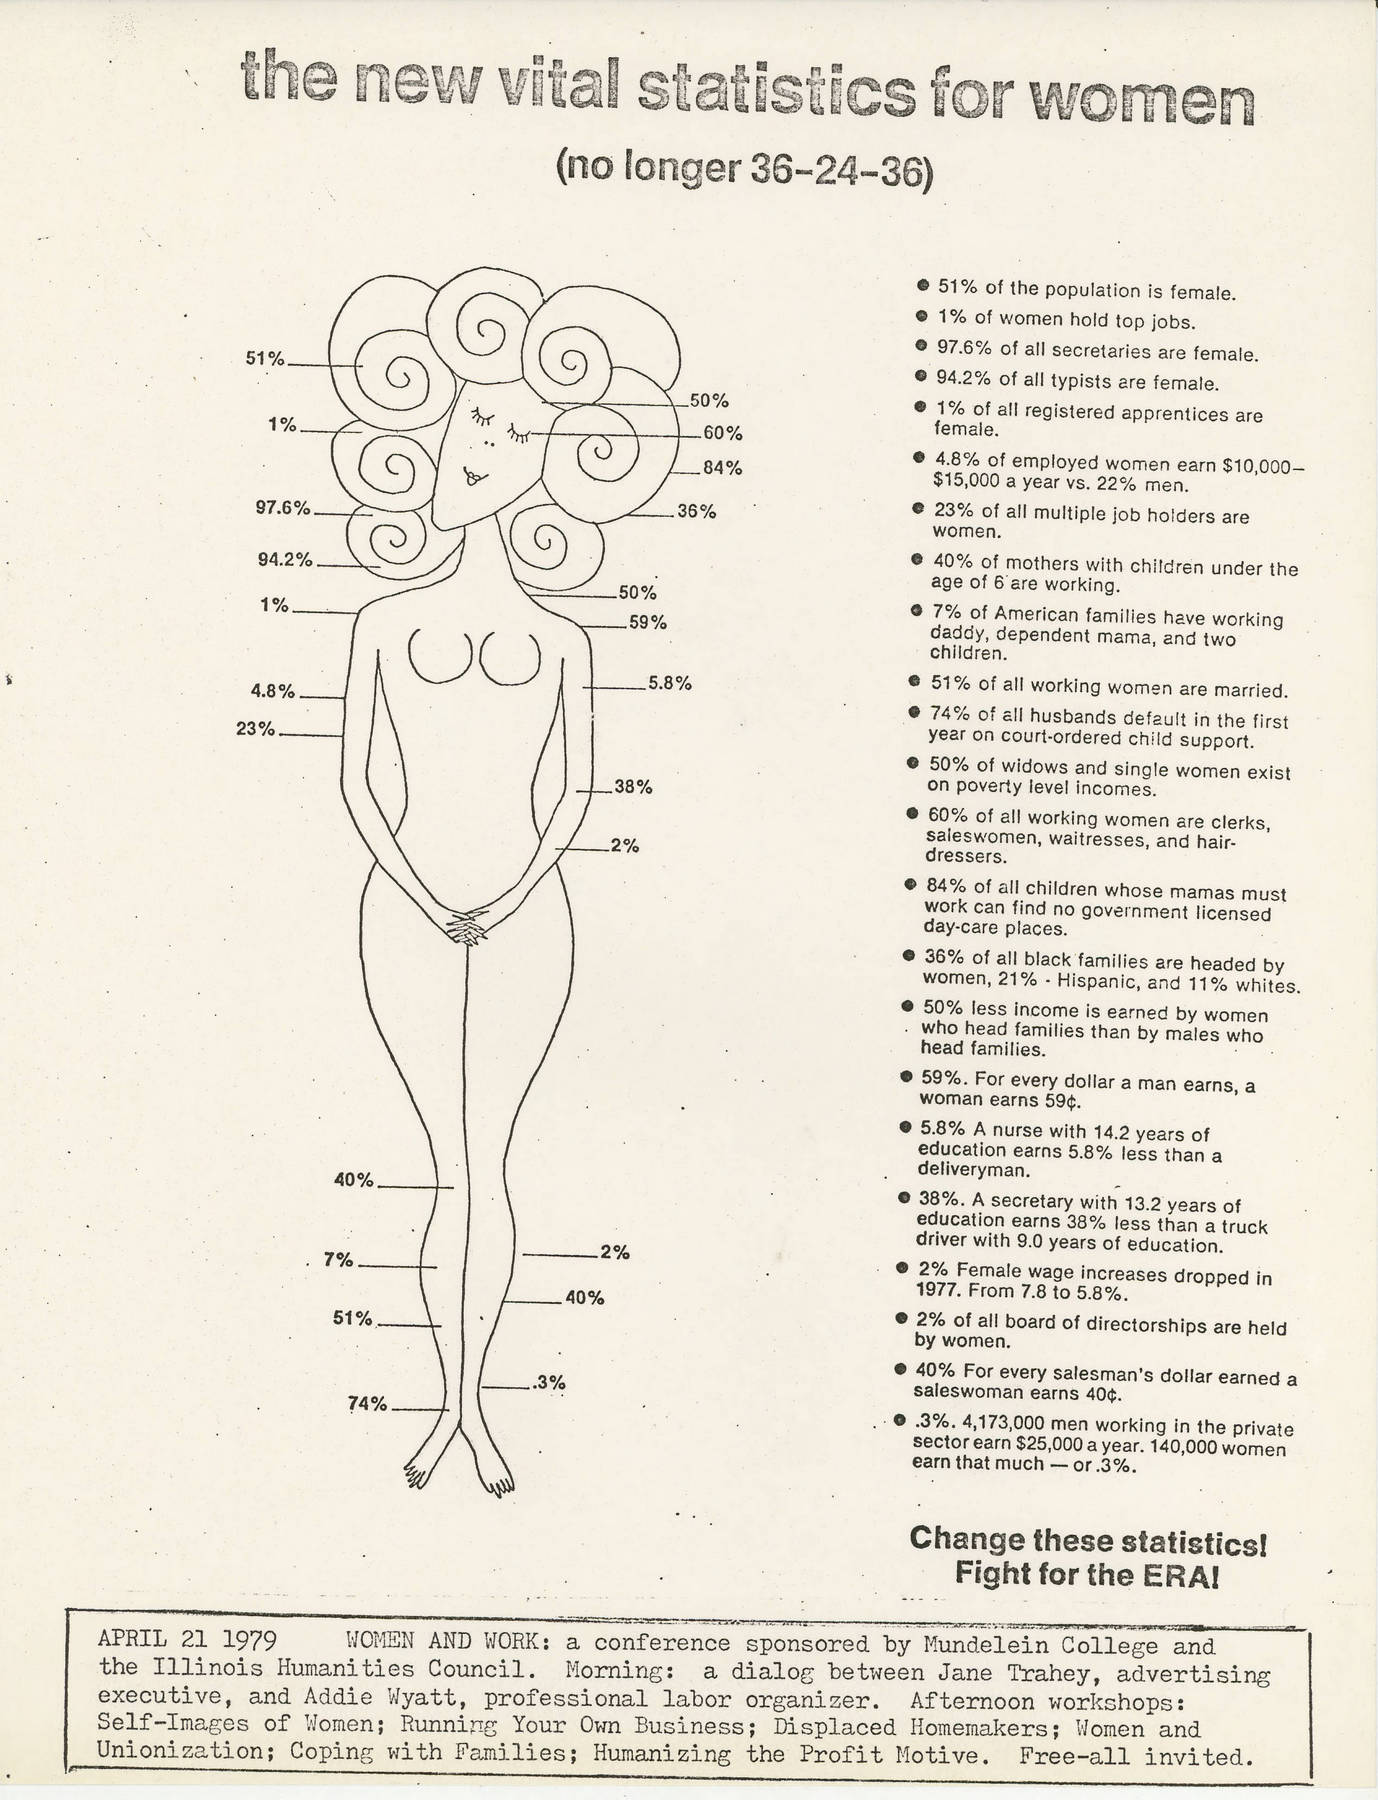 the new vital statistics for women
(no longer 36-24-36)
51%
1%
97.6%
94.2%
1%
4.8%
23%
40%
7%
51%
74%
50%
60%
84%
36%
50%
59%
5.8%
38%
2%
2%
40%
.3%
● 51% of the population is female.
● 1% of women hold top jobs.
● 97.6% of all secretaries are female.
● 94.2% of all typists are female.
● 1% of all registered apprentices are
female.
● 4.8% of employed women earn $10,000–
$15,000 a year vs. 22% men.
● 23% of all multiple job holders are
women.
● 40% of mothers with children under the
age of 6 are working.
● 7% of American families have working
daddy, dependent mama, and two
children.
● 51% of all working women are married.
● 74% of all husbands default in the first
year on court-ordered child support.
● 50% of widows and single women exist
on poverty level incomes.
● 60% of all working women are clerks,
saleswomen, waitresses, and hair-
dressers.
● 84% of all children whose mamas must
work can find no government licensed
day-care places.
● 36% of all black families are headed by
women, 21% - Hispanic, and 11% whites.
● 50% less income is earned by women
who head families than by males who
head families.
● 59%. For every dollar a man earns, a
woman earns 59¢.
● 5.8% A nurse with 14.2 years of
education earns 5.8% less than a
deliveryman.
● 38%. A secretary with 13.2 years of
education earns 38% less than a truck
driver with 9.0 years of education.
● 2% Female wage increases dropped in
1977. From 7.8 to 5.8%.
● 2% of all board of directorships are held
by women.
● 40% For every salesman's dollar earned a
saleswoman earns 40¢.
● .3%. 4,173,000 men working in the private
sector earn $25,000 a year. 140,000 women
earn that much — or .3%.
Change these statistics!
Fight for the ERA!
APRIL 21 1979 WOMEN AND WORK: a conference sponsored by Mundelein College and
the Illinois Humanities Council. Morning: a dialog between Jane Trahey, advertising
executive, and Addie Wyatt, professional labor organizer. Afternoon workshops:
Self-Images of Women; Running Your Own Business; Displaced Homemakers; Women and
Unionization; Coping with Families; Humanizing the Profit Motive. Free-all invited.